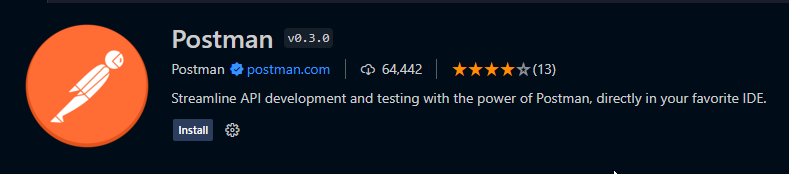 Postman v0.3.0
Postman postman.com 64,442 (13)
Streamline API development and testing with the power of Postman, directly in your favorite IDE.
Install